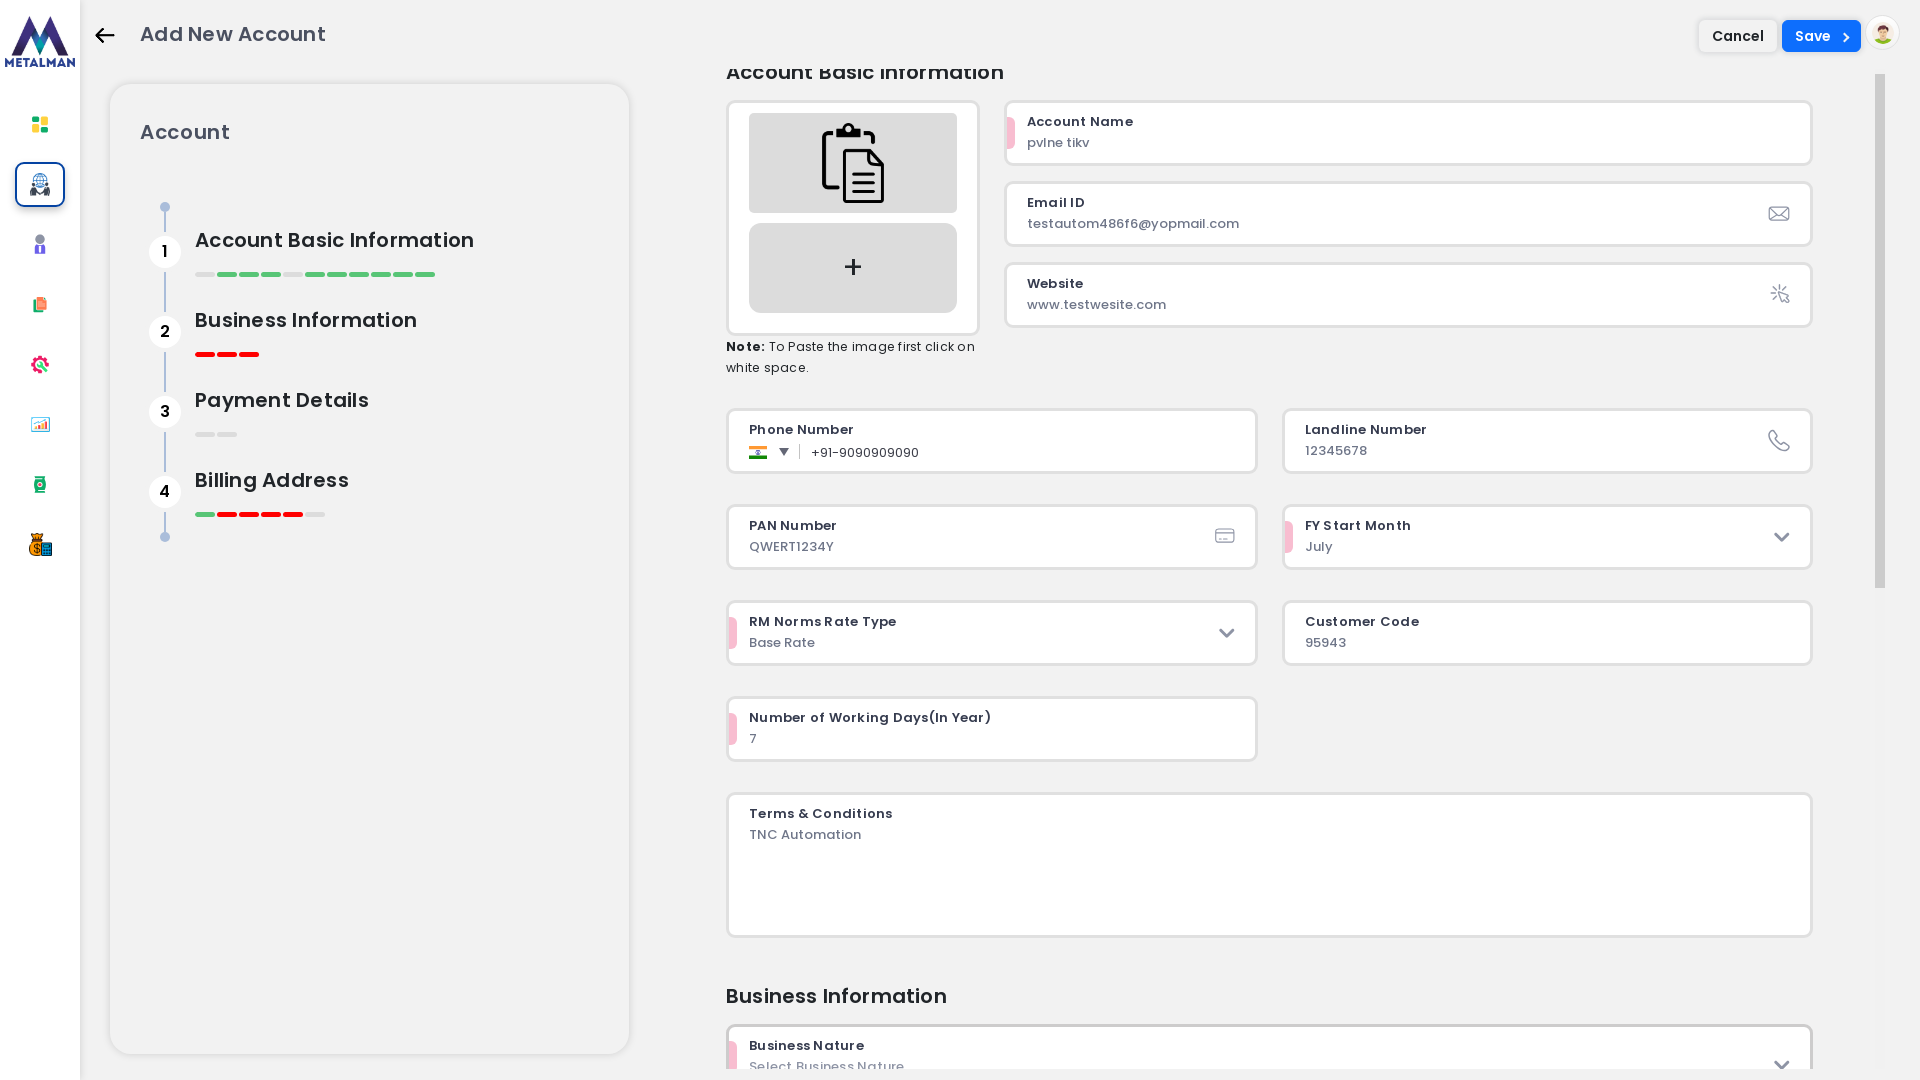 METALMAN
Add New Account
Cancel
Save
Account
1
Account Basic Information
2
Business Information
3
Payment Details
4
Billing Address
Account Basic Information
+
Note: To Paste the image first click on
white space.
Account Name
pvlne tikv
Email ID
testautom486f6@yopmail.com
Website
www.testwesite.com
Phone Number
+91-9090909090
Landline Number
12345678
PAN Number
QWERT1234Y
FY Start Month
July
RM Norms Rate Type
Base Rate
Customer Code
95943
Number of Working Days(In Year)
7
Terms & Conditions
TNC Automation
Business Information
Business Nature
Select Business Nature